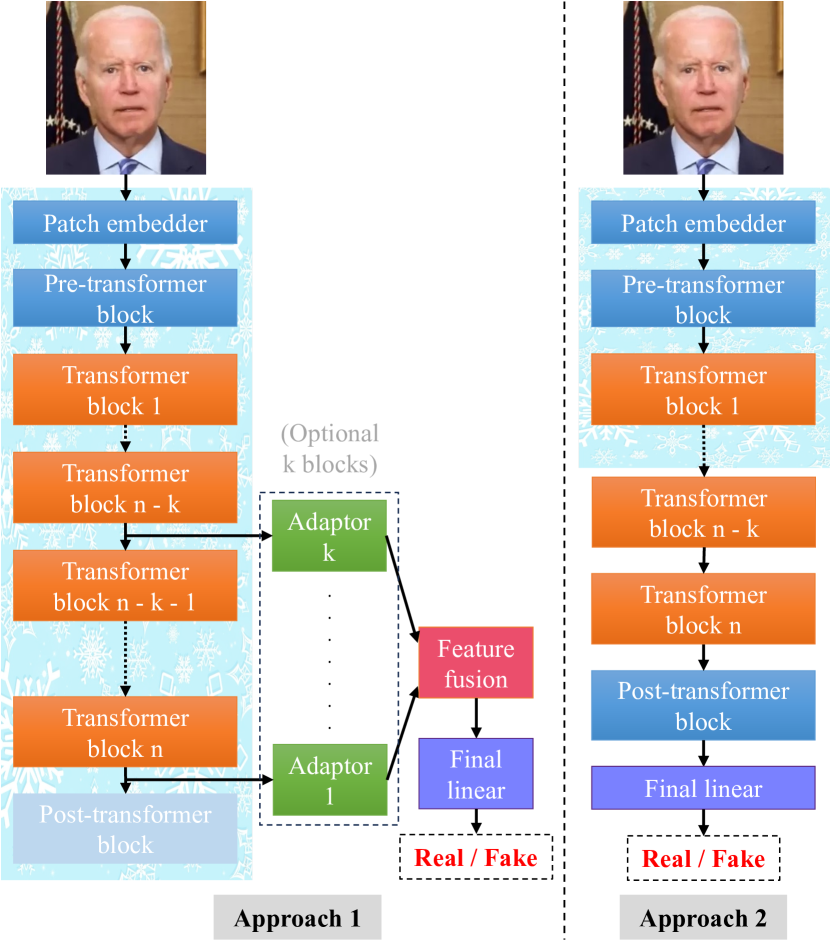 Patch embedder
Pre-transformer
block
Transformer
block 1
Transformer
block n - k
Transformer
block n - k - 1
Transformer
block n
Post-transformer
block
(Optional
k blocks)
Adaptor
k
Adaptor
1
Feature
fusion
Final
linear
Real / Fake
Approach 1
Patch embedder
Pre-transformer
block
Transformer
block 1
Transformer
block n - k
Transformer
block n
Post-transformer
block
Final linear
Real / Fake
Approach 2